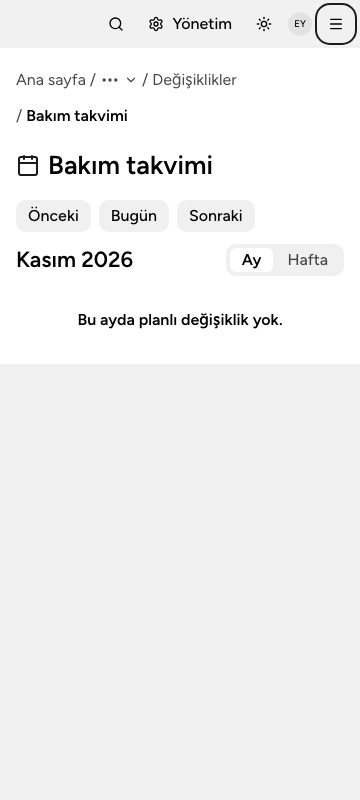 Yönetim
EY
Ana sayfa / ••• / Değişiklikler
/ Bakım takvimi
Bakım takvimi
Önceki Bugün Sonraki
Kasım 2026
Ay Hafta
Bu ayda planlı değişiklik yok.